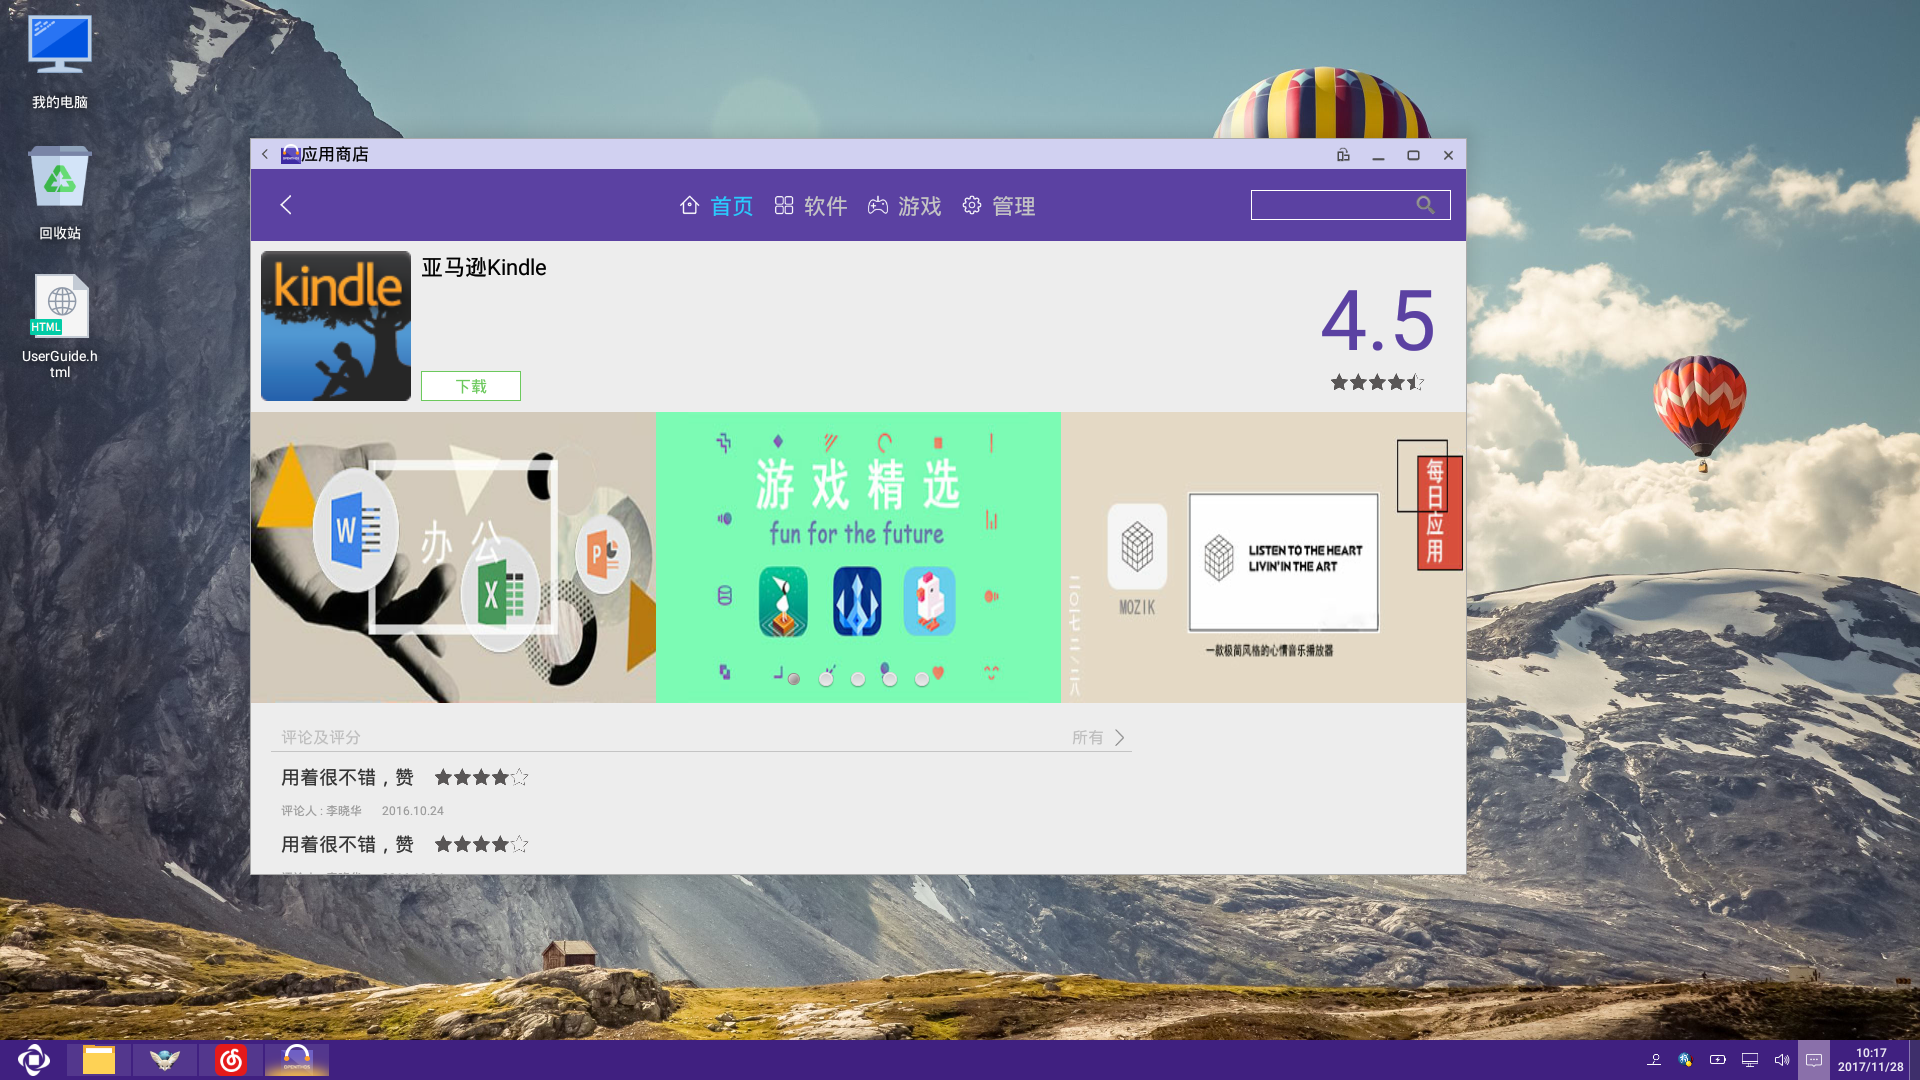 我的电脑
回收站
HTML
UserGuide.h
tml
应用商店
首页 软件 游戏 管理
kindle
亚马逊Kindle
下载
4.5
W
办公
X
P
游戏精选
fun for the future
二〇一七
MOZIK
LISTEN TO THE HEART
LIVIN' IN THE ART
一款极简风格的心情音乐播放器
每日应用
评论及评分
所有
用着很不错，赞
评论人 : 李晓华 2016.10.24
用着很不错，赞
10:17
2017/11/28